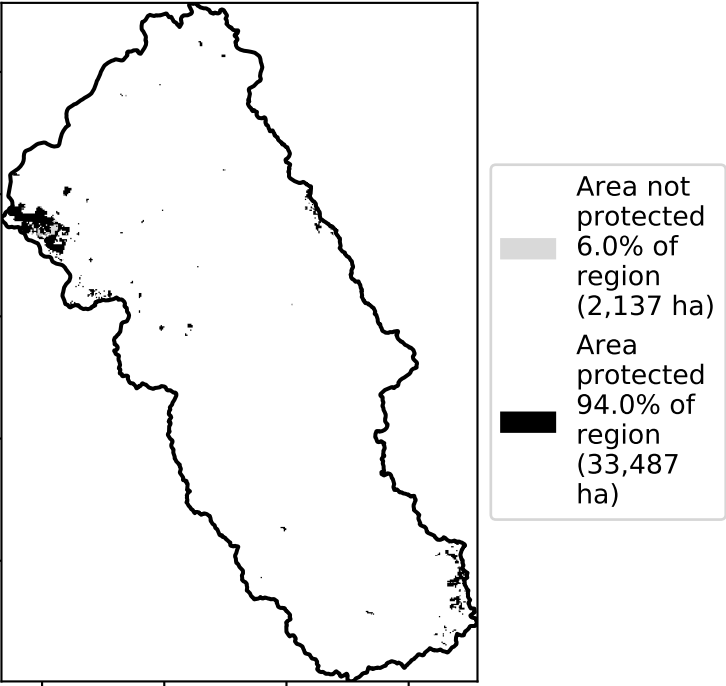 Area not
protected
6.0% of
region
(2,137 ha)
Area
protected
94.0% of
region
(33,487
ha)